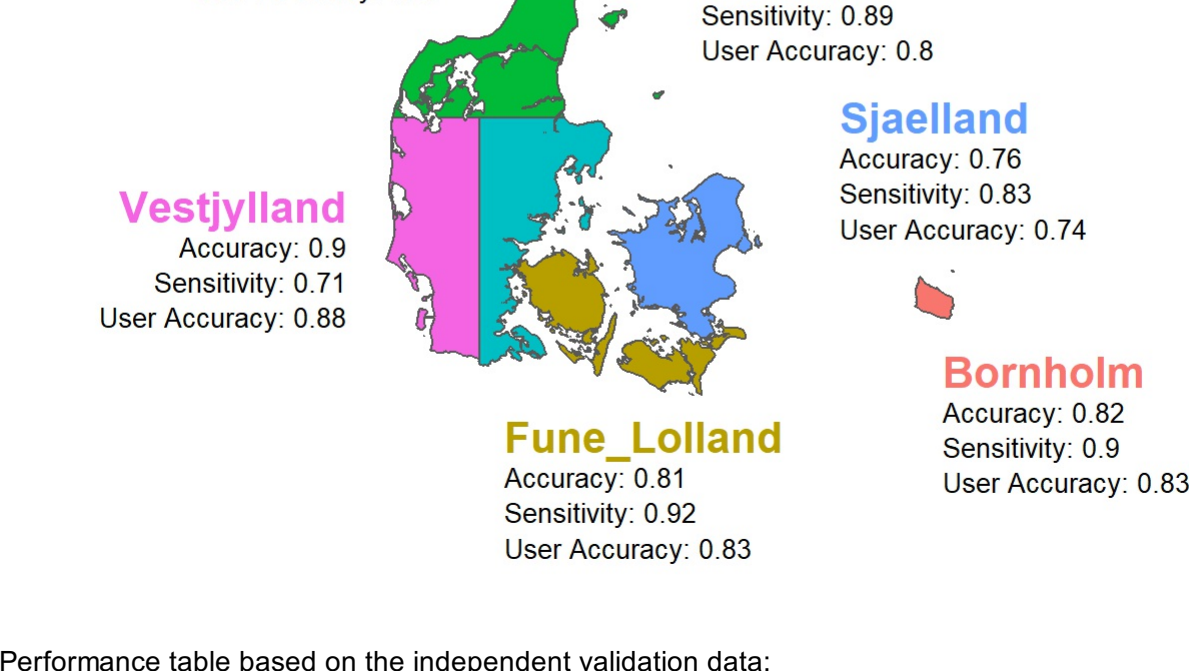 Sensitivity: 0.89
User Accuracy: 0.8
Sjaelland
Accuracy: 0.76
Sensitivity: 0.83
User Accuracy: 0.74
Vestjylland
Accuracy: 0.9
Sensitivity: 0.71
User Accuracy: 0.88
Bornholm
Accuracy: 0.82
Sensitivity: 0.9
User Accuracy: 0.83
Fune_Lolland
Accuracy: 0.81
Sensitivity: 0.92
User Accuracy: 0.83
Performance table based on the independent validation data: